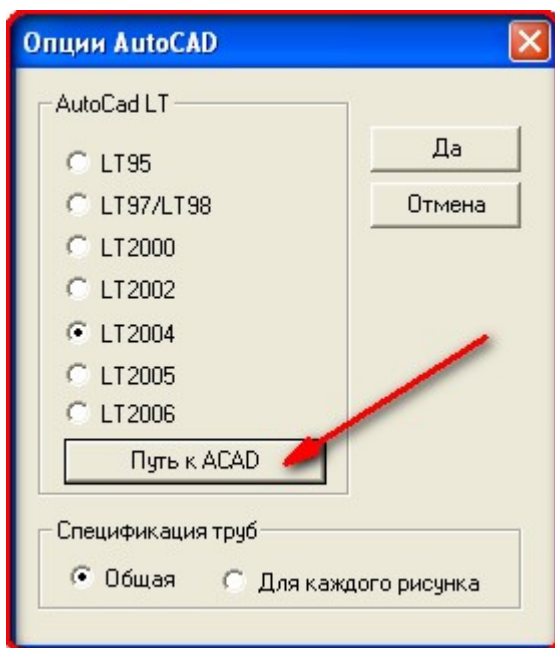 Опции AutoCAD
AutoCad LT
LT95
LT97/LT98
LT2000
LT2002
LT2004
LT2005
LT2006
Путь к ACAD
Да
Отмена
Спецификация труб
Общая
Для каждого рисунка